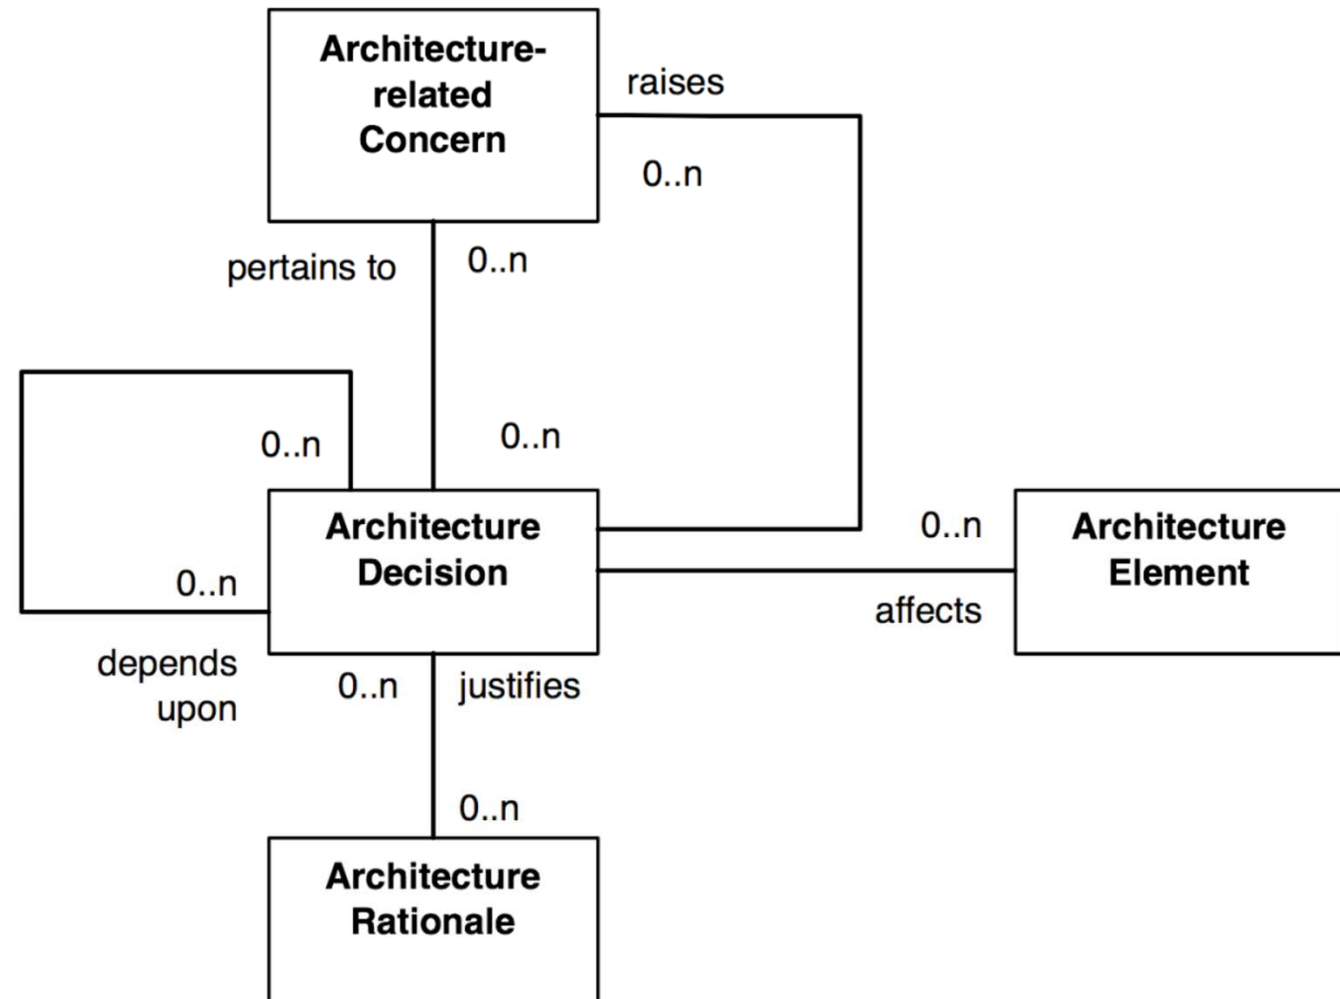 Architecture-
related
Concern
raises
0..n
pertains to
0..n
0..n
0..n
Architecture
Decision
0..n
Architecture
Element
0..n
affects
depends
upon
0..n
justifies
0..n
Architecture
Rationale